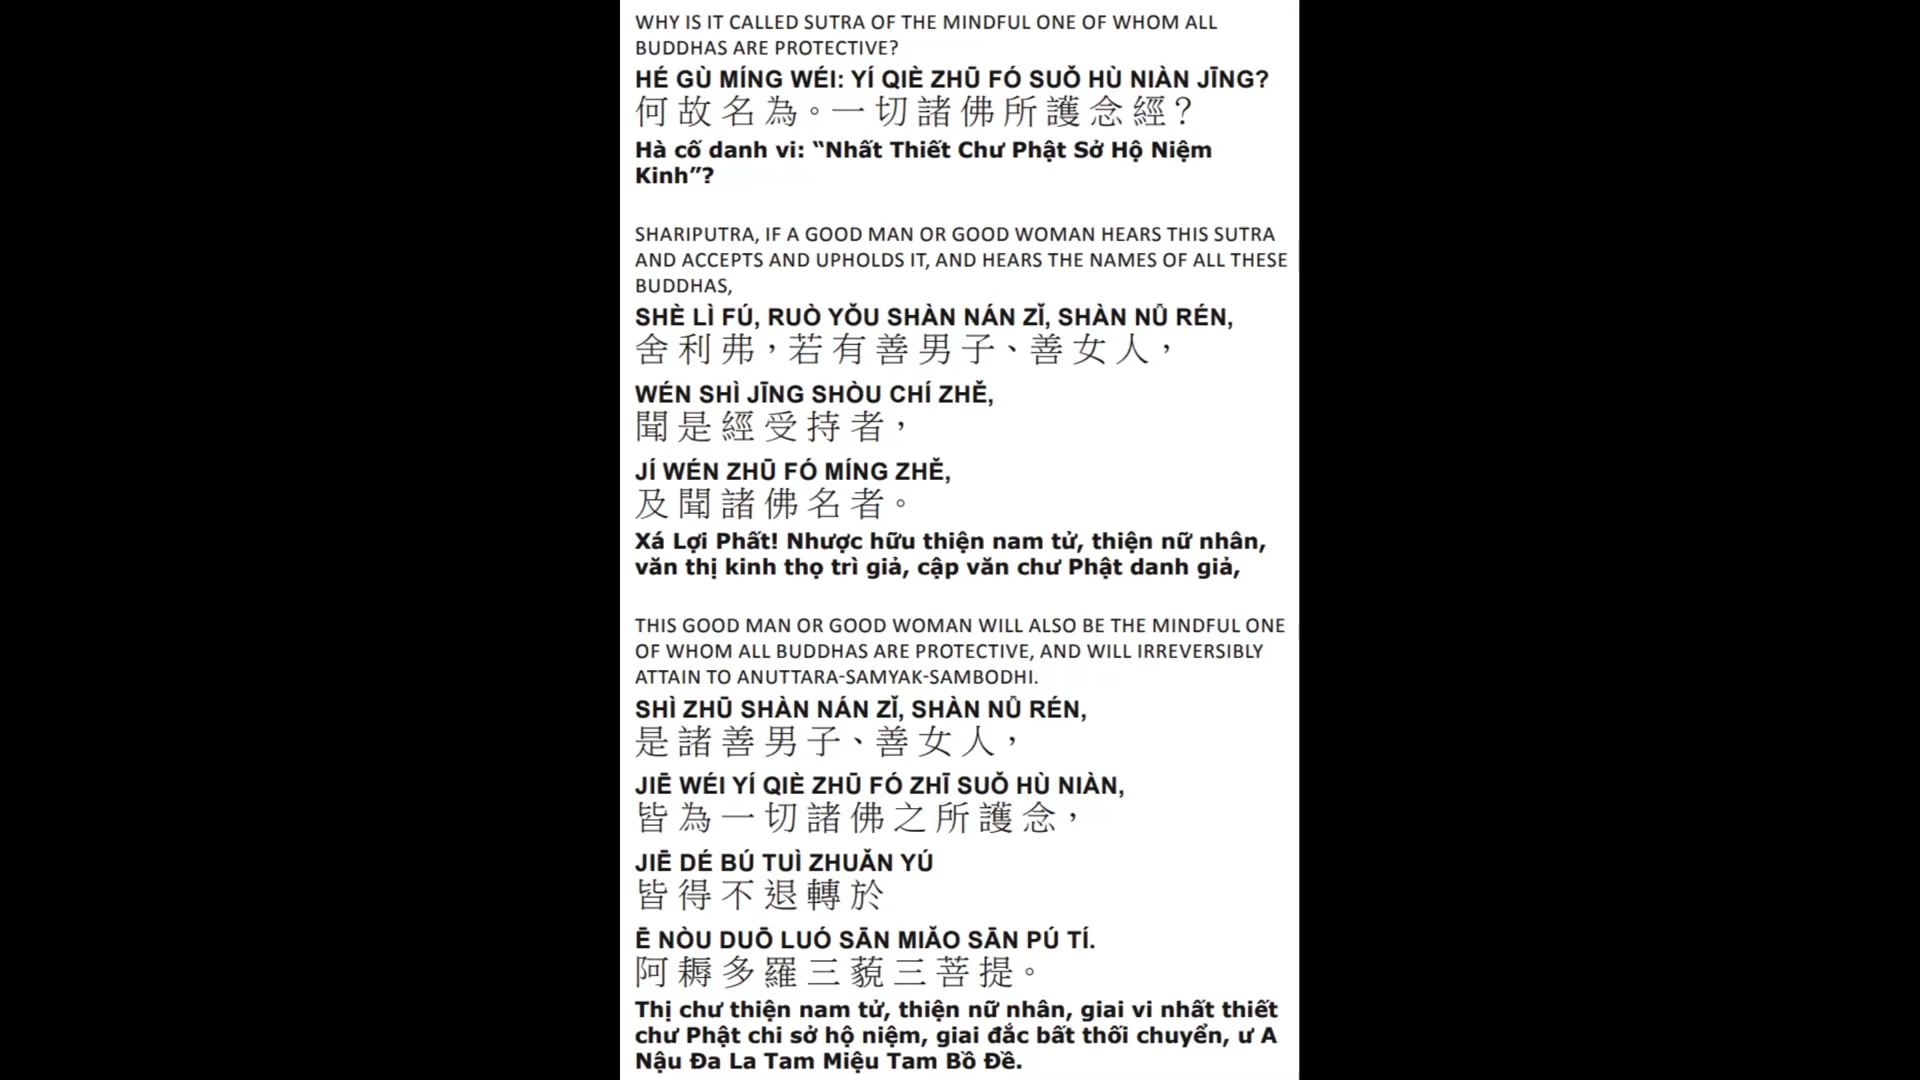 WHY IS IT CALLED SUTRA OF THE MINDFUL ONE OF WHOM ALL
BUDDHAS ARE PROTECTIVE?
HÉ GÙ MÍNG WÉI: YÍ QIÈ ZHŪ FÓ SUǑ HÙ NIÀN JĪNG?
何故名為。一切諸佛所護念經？
Hà cố danh vi: “Nhất Thiết Chư Phật Sở Hộ Niệm
Kinh”?
SHARIPUTRA, IF A GOOD MAN OR GOOD WOMAN HEARS THIS SUTRA
AND ACCEPTS AND UPHOLDS IT, AND HEARS THE NAMES OF ALL THESE
BUDDHAS,
SHÈ LÌ FÚ, RUÒ YǑU SHÀN NÁN ZǏ, SHÀN NǙ RÉN,
舍利弗，若有善男子、善女人，
WÉN SHÌ JĪNG SHÒU CHÍ ZHĚ,
聞是經受持者，
JÍ WÉN ZHŪ FÓ MÍNG ZHĚ,
及聞諸佛名者。
Xá Lợi Phất! Nhược hữu thiện nam tử, thiện nữ nhân,
văn thị kinh thọ trì giả, cập văn chư Phật danh giả,
THIS GOOD MAN OR GOOD WOMAN WILL ALSO BE THE MINDFUL ONE
OF WHOM ALL BUDDHAS ARE PROTECTIVE, AND WILL IRREVERSIBLY
ATTAIN TO ANUTTARA-SAMYAK-SAMBODHI.
SHÌ ZHŪ SHÀN NÁN ZǏ, SHÀN NǙ RÉN,
是諸善男子、善女人，
JIĒ WÉI YÍ QIÈ ZHŪ FÓ ZHĪ SUǑ HÙ NIÀN,
皆為一切諸佛之所護念，
JIĒ DÉ BÚ TUÌ ZHUǍN YÚ
皆得不退轉於
Ē NÒU DUŌ LUÓ SĀN MIǍO SĀN PÚ TÍ.
阿耨多羅三藐三菩提。
Thị chư thiện nam tử, thiện nữ nhân, giai vi nhất thiết
chư Phật chi sở hộ niệm, giai đắc bất thối chuyển, ư A
Nậu Đa La Tam Miệu Tam Bồ Đề.